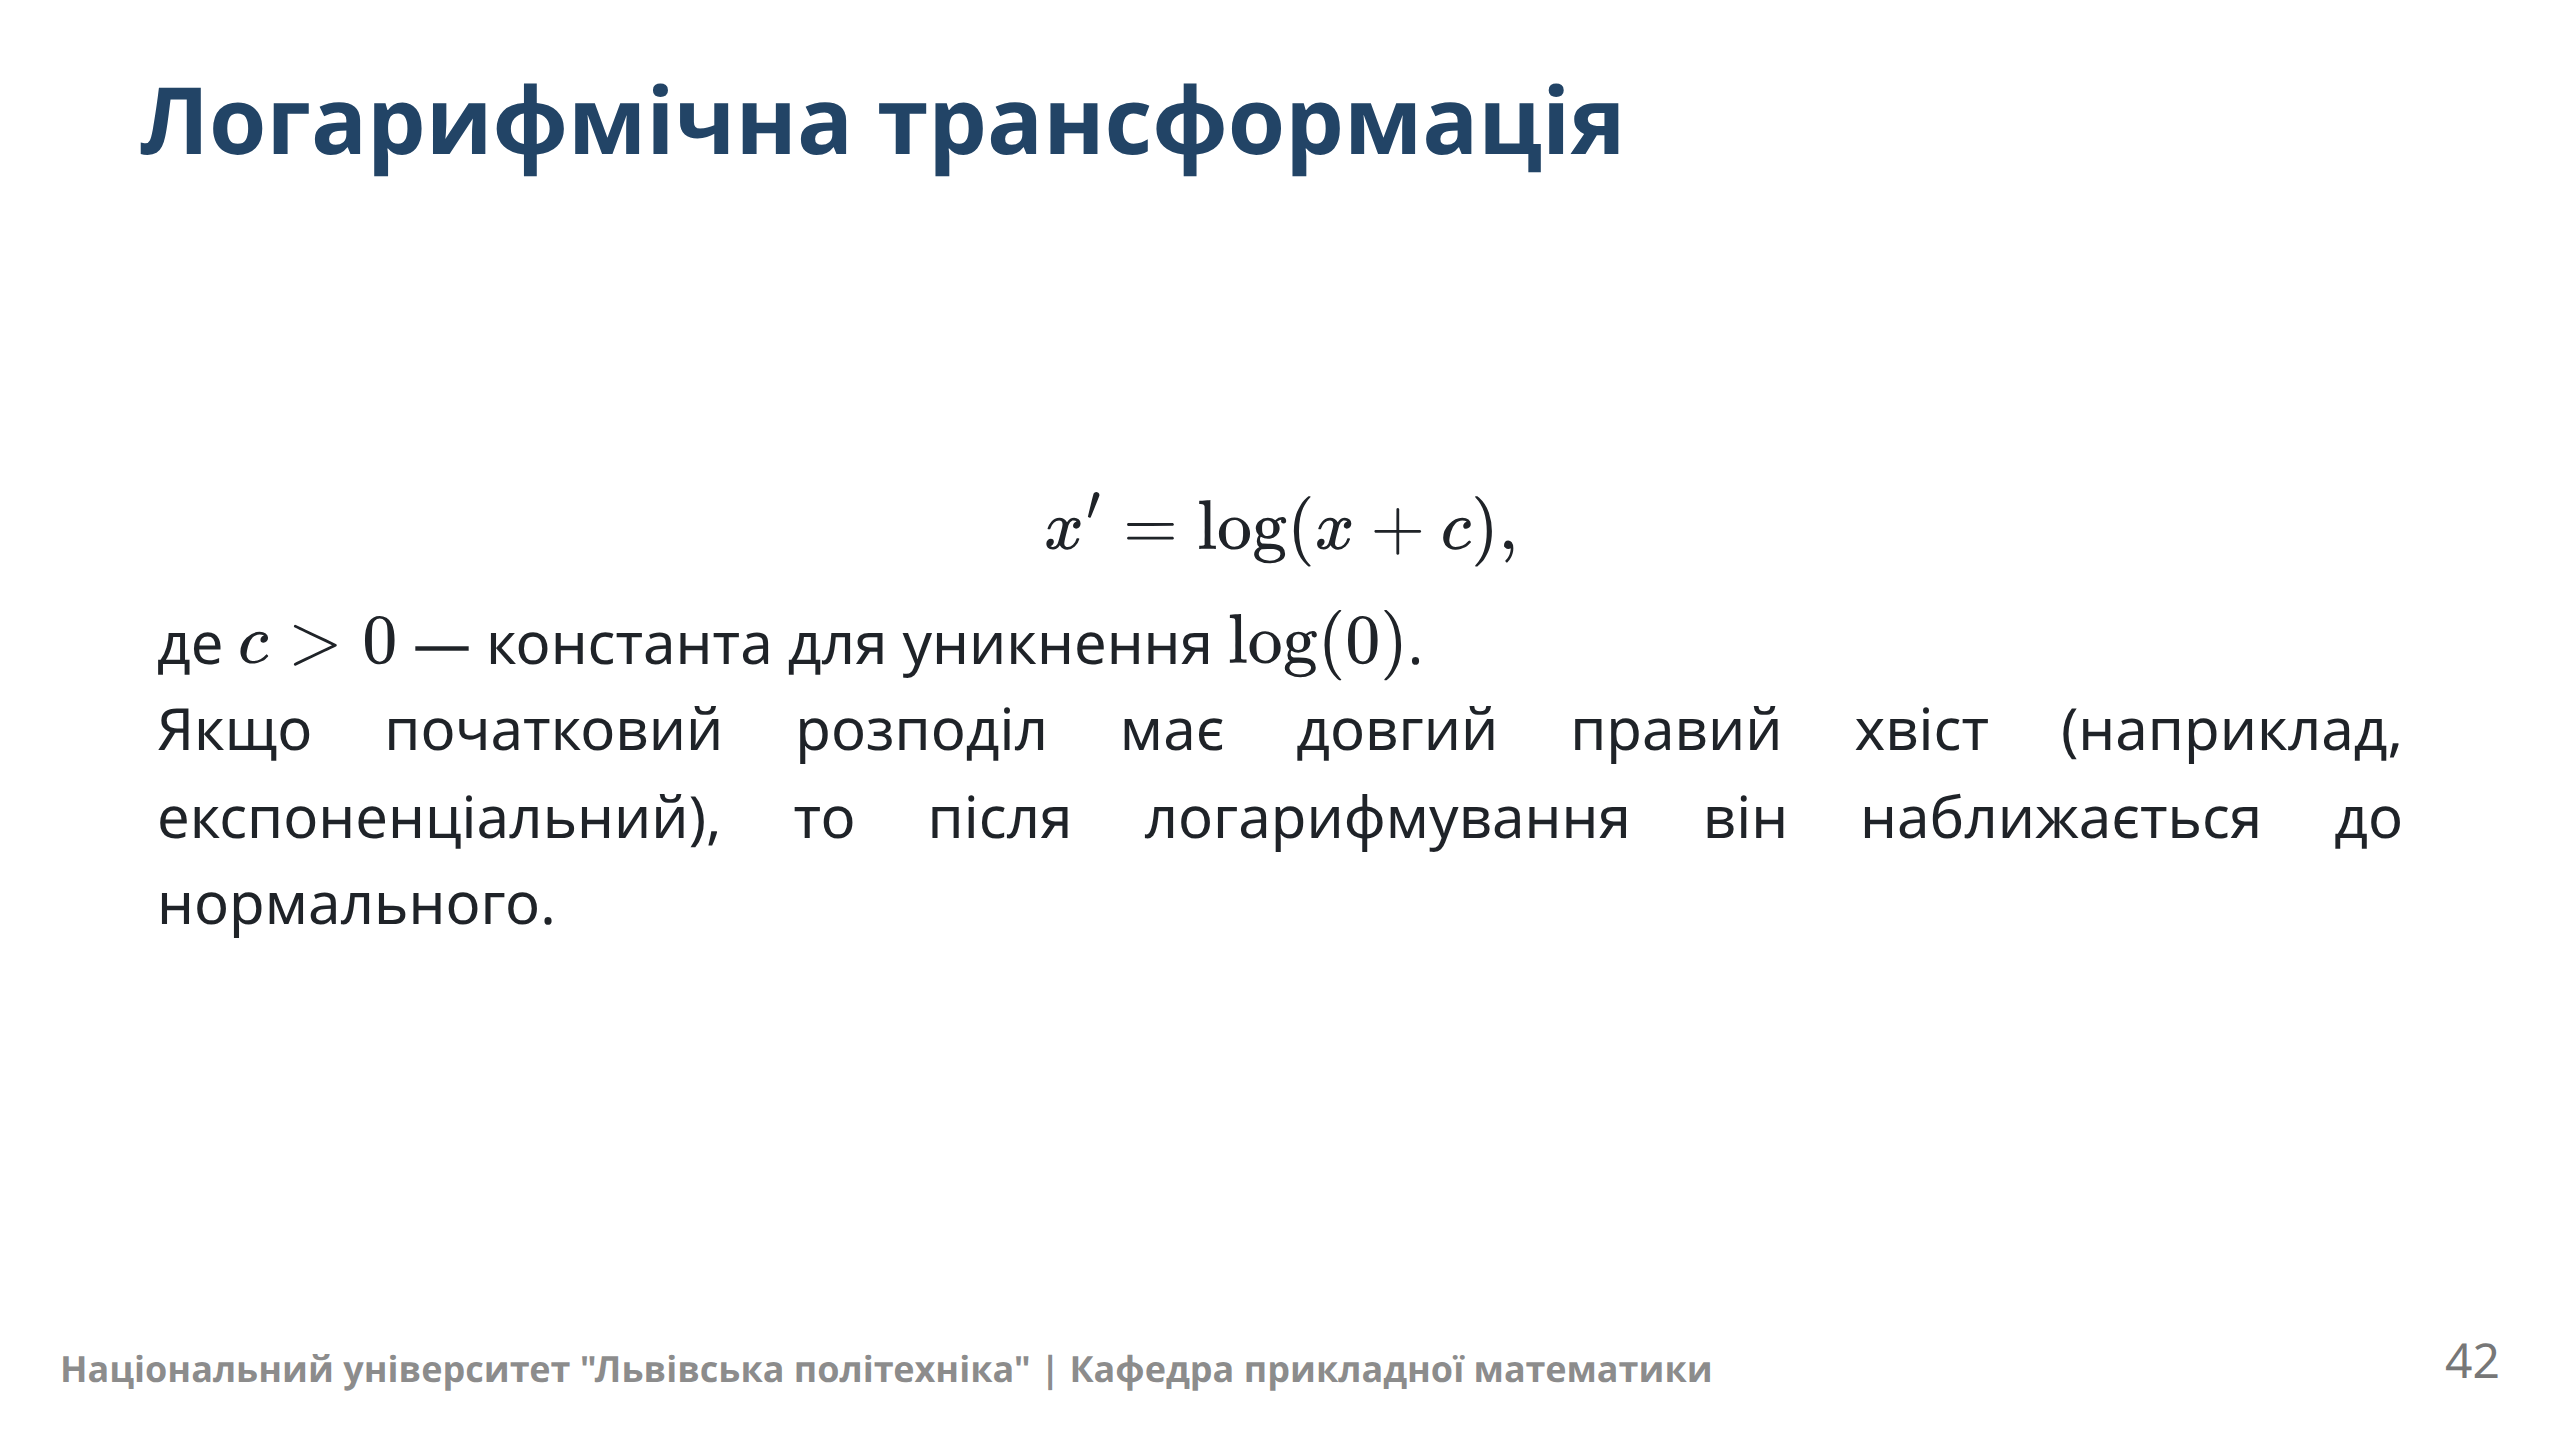 Логарифмічна трансформація
x′ = log(x + c),
де c > 0 — константа для уникнення log(0).
Якщо початковий розподіл має довгий правий хвіст (наприклад,
експоненціальний), то після логарифмування він наближається до
нормального.
Національний університет "Львівська політехніка" | Кафедра прикладної математики
42